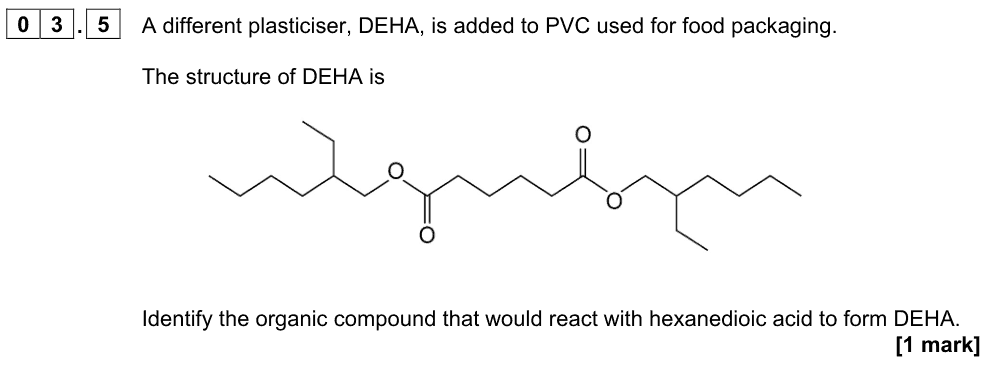 0 3 . 5 A different plasticiser, DEHA, is added to PVC used for food packaging.
The structure of DEHA is
O
O
O
O
Identify the organic compound that would react with hexanedioic acid to form DEHA.
[1 mark]